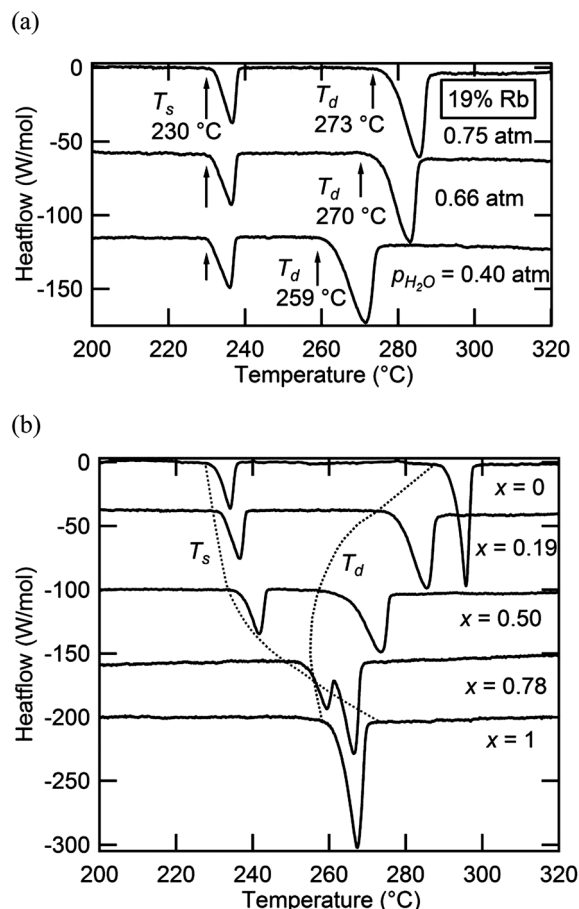 (a)
0
-50
-100
-150
Heatflow (W/mol)
T_s
230 °C
T_d
273 °C
19% Rb
0.75 atm
T_d
270 °C
0.66 atm
T_d
259 °C
p_{H_2O} = 0.40 atm
200 220 240 260 280 300 320
Temperature (°C)
(b)
0
-50
-100
-150
-200
-250
-300
Heatflow (W/mol)
T_s
T_d
x = 0
x = 0.19
x = 0.50
x = 0.78
x = 1
200 220 240 260 280 300 320
Temperature (°C)